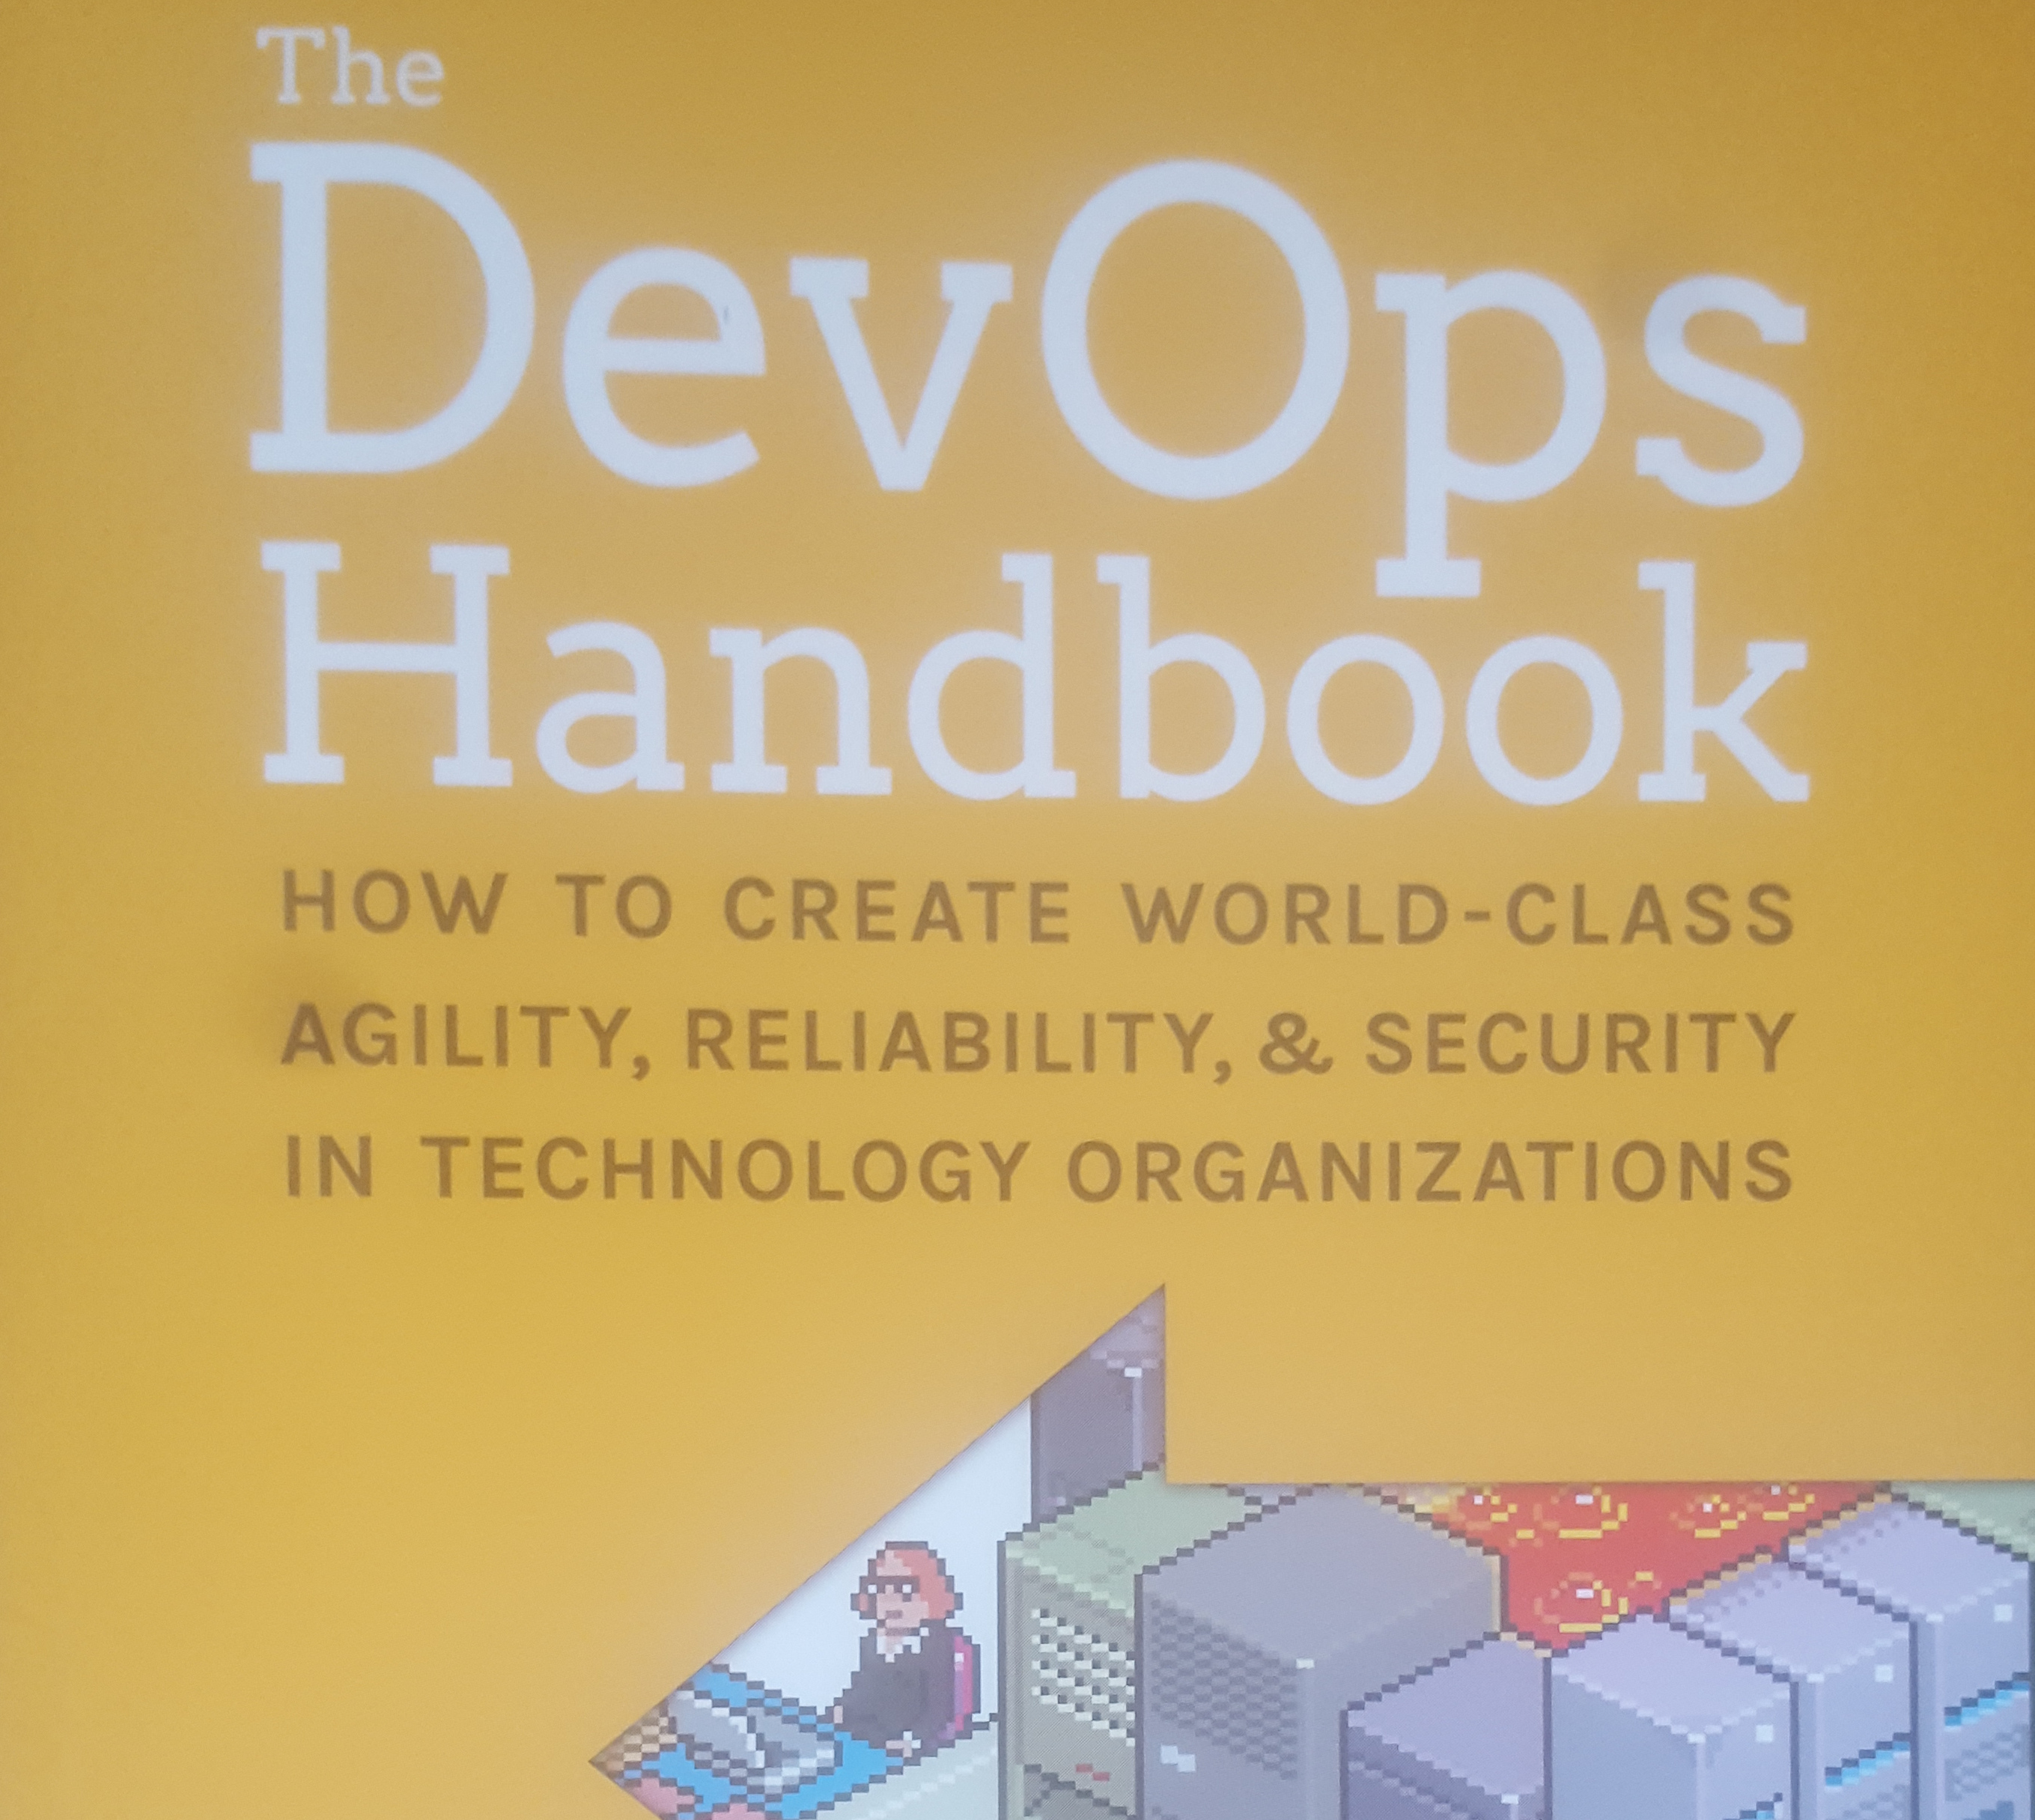 The
DevOps
Handbook
HOW TO CREATE WORLD-CLASS
AGILITY, RELIABILITY, & SECURITY
IN TECHNOLOGY ORGANIZATIONS